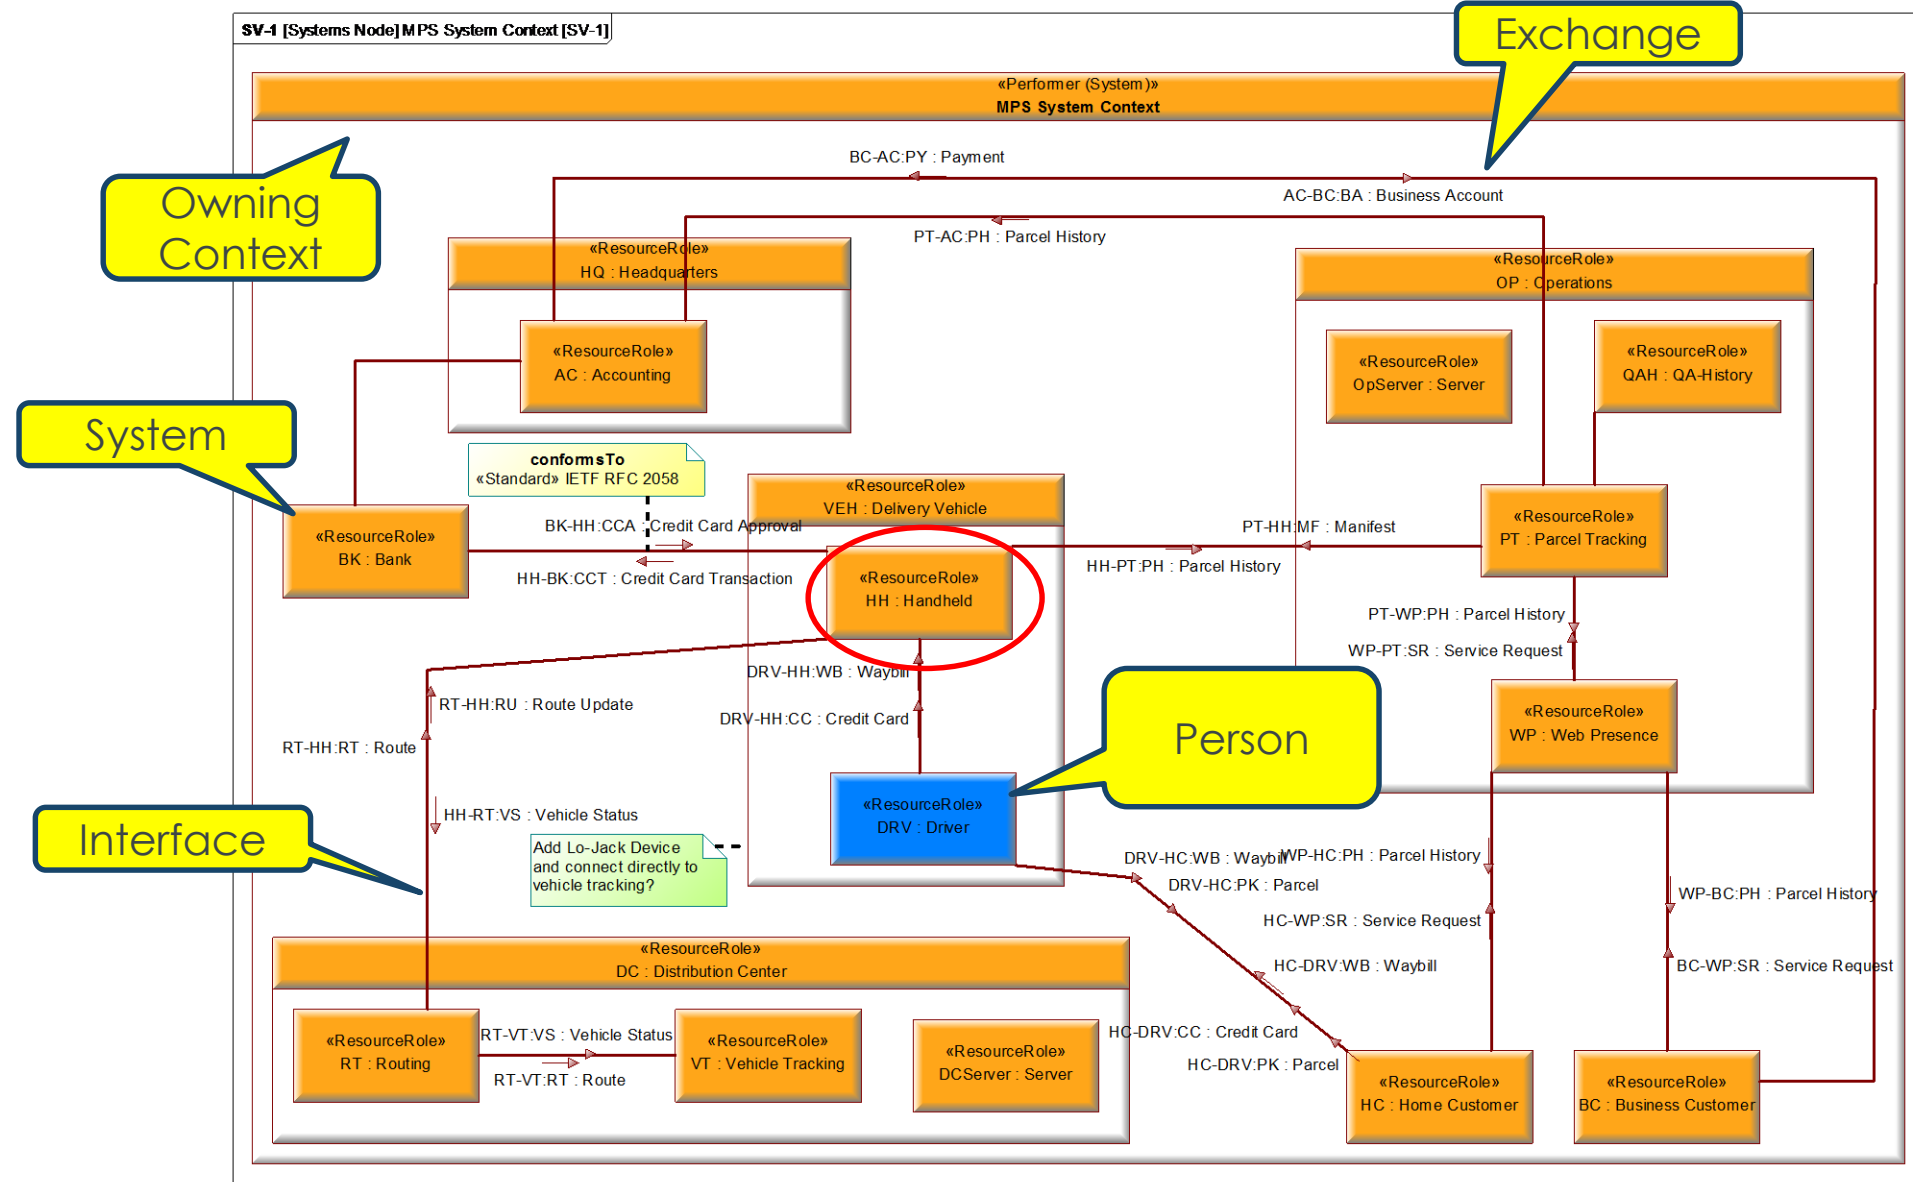 SV-1 [Systems Node] MPS System Context [SV-1]
Exchange
«Performer (System)»
MPS System Context
Owning
Context
BC-AC:PY : Payment
AC-BC:BA : Business Account
PT-AC:PH : Parcel History
«ResourceRole»
HQ : Headquarters
«ResourceRole»
OP : Operations
«ResourceRole»
AC : Accounting
«ResourceRole»
OpServer : Server
«ResourceRole»
QAH : QA-History
System
conformsTo
«Standard» IETF RFC 2058
«ResourceRole»
VEH : Delivery Vehicle
«ResourceRole»
BK : Bank
BK-HH:CCA : Credit Card Approval
HH-BK:CCT : Credit Card Transaction
«ResourceRole»
HH : Handheld
PT-HH:MF : Manifest
HH-PT:PH : Parcel History
«ResourceRole»
PT : Parcel Tracking
PT-WP:PH : Parcel History
WP-PT:SR : Service Request
DRV-HH:WB : Waybill
DRV-HH:CC : Credit Card
RT-HH:RU : Route Update
RT-HH:RT : Route
Person
«ResourceRole»
WP : Web Presence
HH-RT:VS : Vehicle Status
Interface
Add Lo-Jack Device
and connect directly to
vehicle tracking?
«ResourceRole»
DRV : Driver
DRV-HC:WB : Waybill
WP-HC:PH : Parcel History
DRV-HC:PK : Parcel
WP-BC:PH : Parcel History
HC-WP:SR : Service Request
HC-DRV:WB : Waybill
BC-WP:SR : Service Request
«ResourceRole»
DC : Distribution Center
«ResourceRole»
RT : Routing
RT-VT:VS : Vehicle Status
RT-VT:RT : Route
«ResourceRole»
VT : Vehicle Tracking
«ResourceRole»
DCServer : Server
HC-DRV:CC : Credit Card
HC-DRV:PK : Parcel
«ResourceRole»
HC : Home Customer
«ResourceRole»
BC : Business Customer